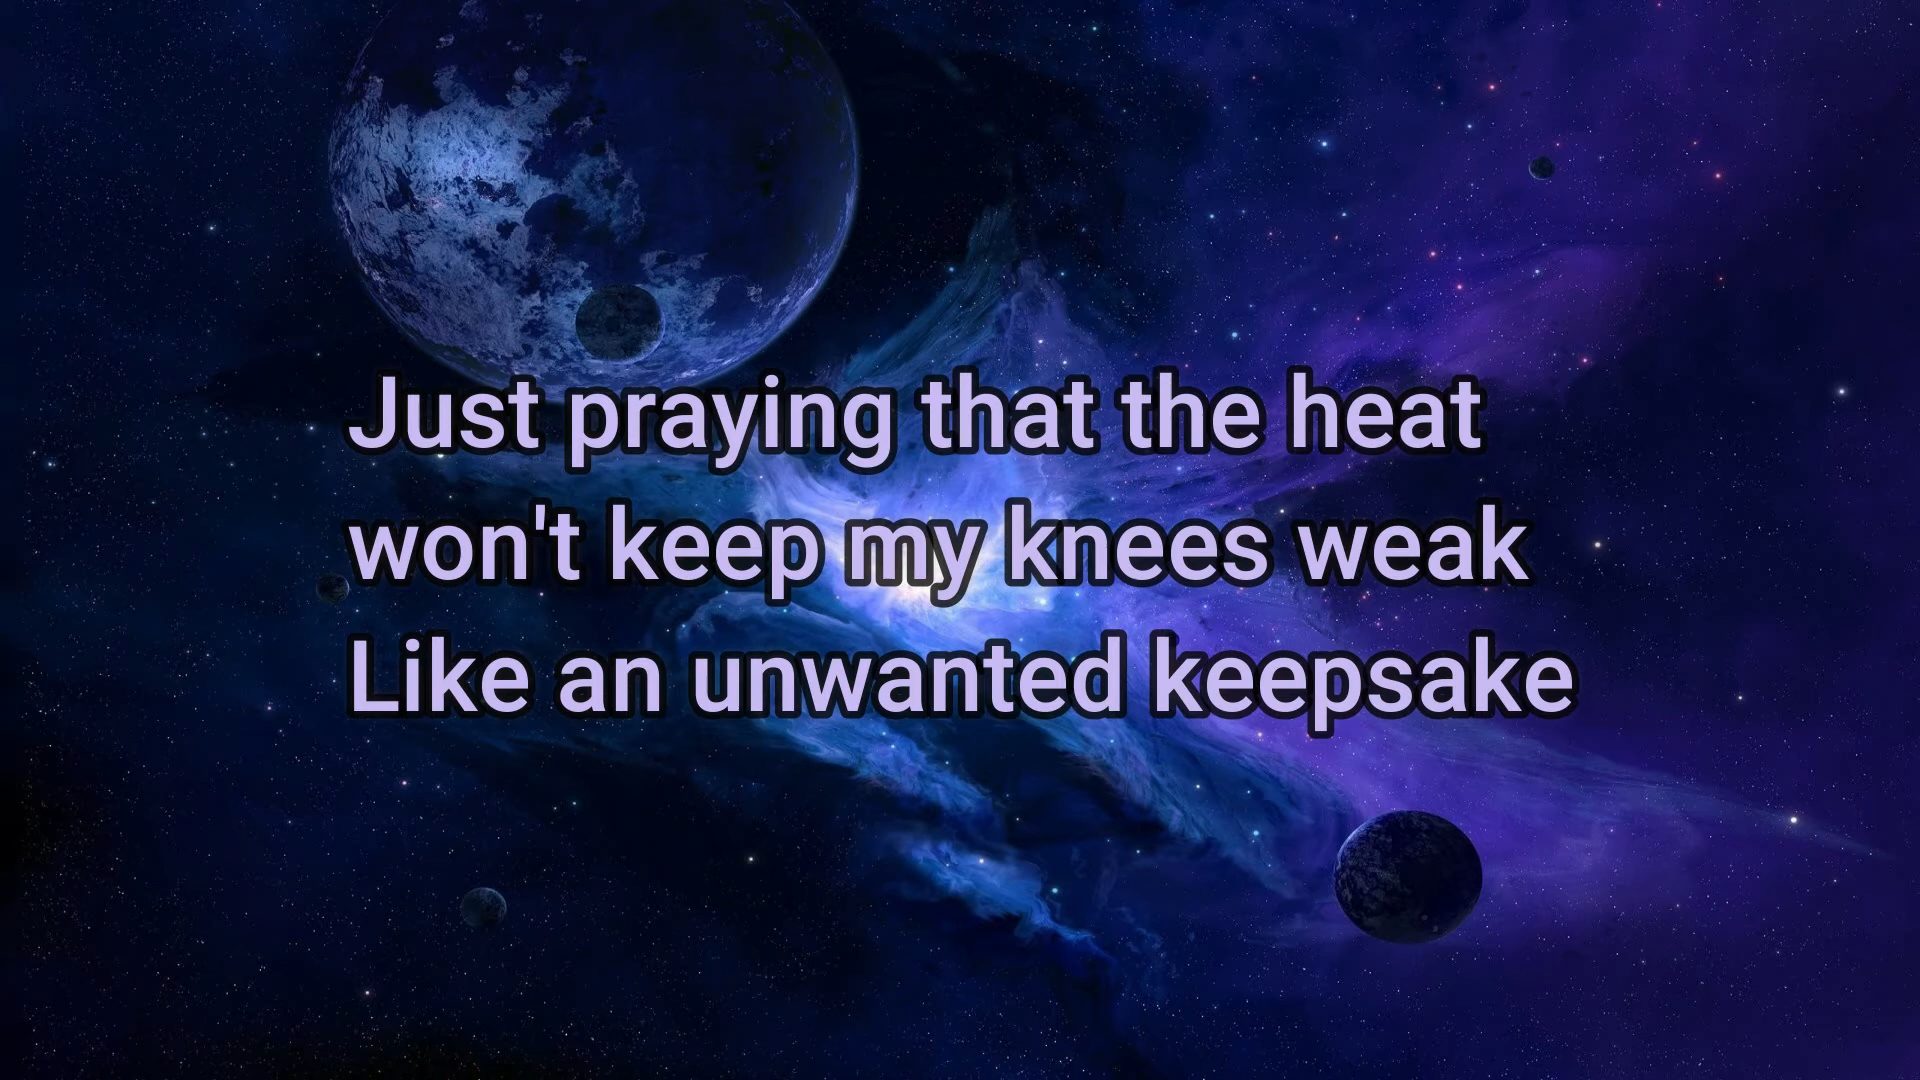 Just praying that the heat
won't keep my knees weak
Like an unwanted keepsake